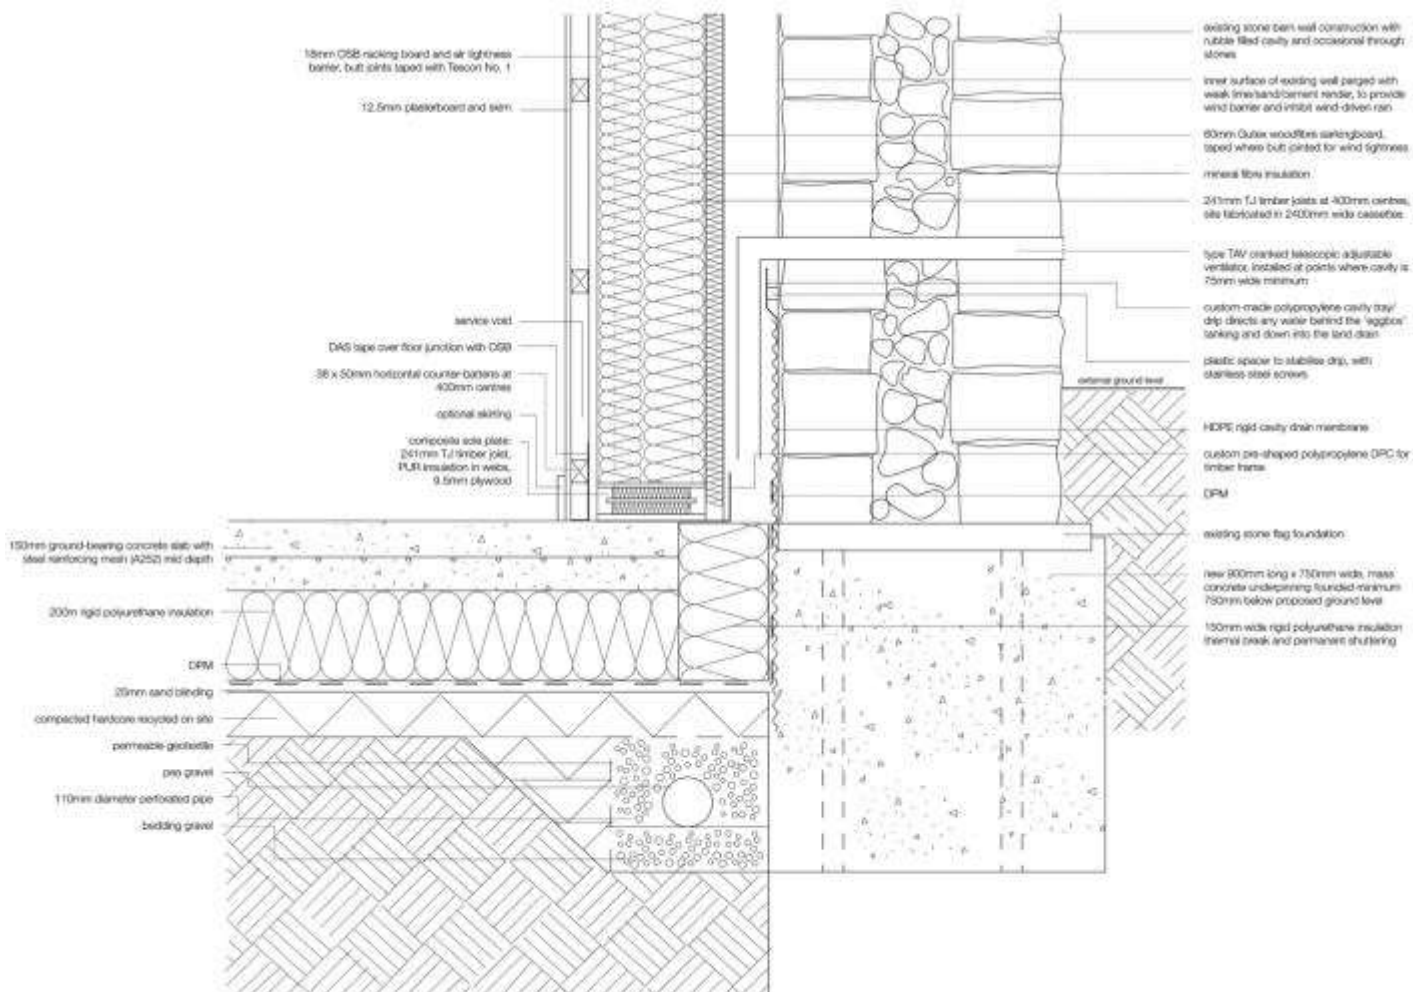 18mm OSB racking board and air tightness
barrier, butt joints taped with Tescon No. 1
12.5mm plasterboard and skim
service void
DAS tape over floor junction with OSB
38 x 50mm horizontal counter-battens at
400mm centres
optional skirting
composite sole plate:
241mm TJ timber joist,
PUR insulation in webs,
9.5mm plywood
150mm ground-bearing concrete slab with
steel reinforcing mesh (A252) mid depth
200m rigid polyurethane insulation
DPM
25mm sand blinding
compacted hardcore recycled on site
permeable geotextile
pea gravel
110mm diameter perforated pipe
bedding gravel
existing stone barn wall construction with
rubble filled cavity and occasional through
stones
inner surface of existing wall parged with
weak lime/sand/cement render, to provide
wind barrier and inhibit wind-driven rain
60mm Gutex woodfibre sarkingboard,
taped where butt jointed for wind tightness
mineral fibre insulation
241mm TJ timber joists at 400mm centres,
site fabricated in 2400mm wide cassettes
type TAV cranked telescopic adjustable
ventilator, installed at points where cavity is
75mm wide minimum
custom-made polypropylene cavity tray/
drip directs any water behind the 'eggbox'
tanking and down into the land drain
plastic spacer to stabilise drip, with
stainless steel screws
external ground level
HDPE rigid cavity drain membrane
custom pre-shaped polypropylene DPC for
timber frame
DPM
existing stone flag foundation
new 900mm long x 750mm wide, mass
concrete underpinning founded minimum
750mm below proposed ground level
150mm wide rigid polyurethane insulation
thermal break and permanent shuttering